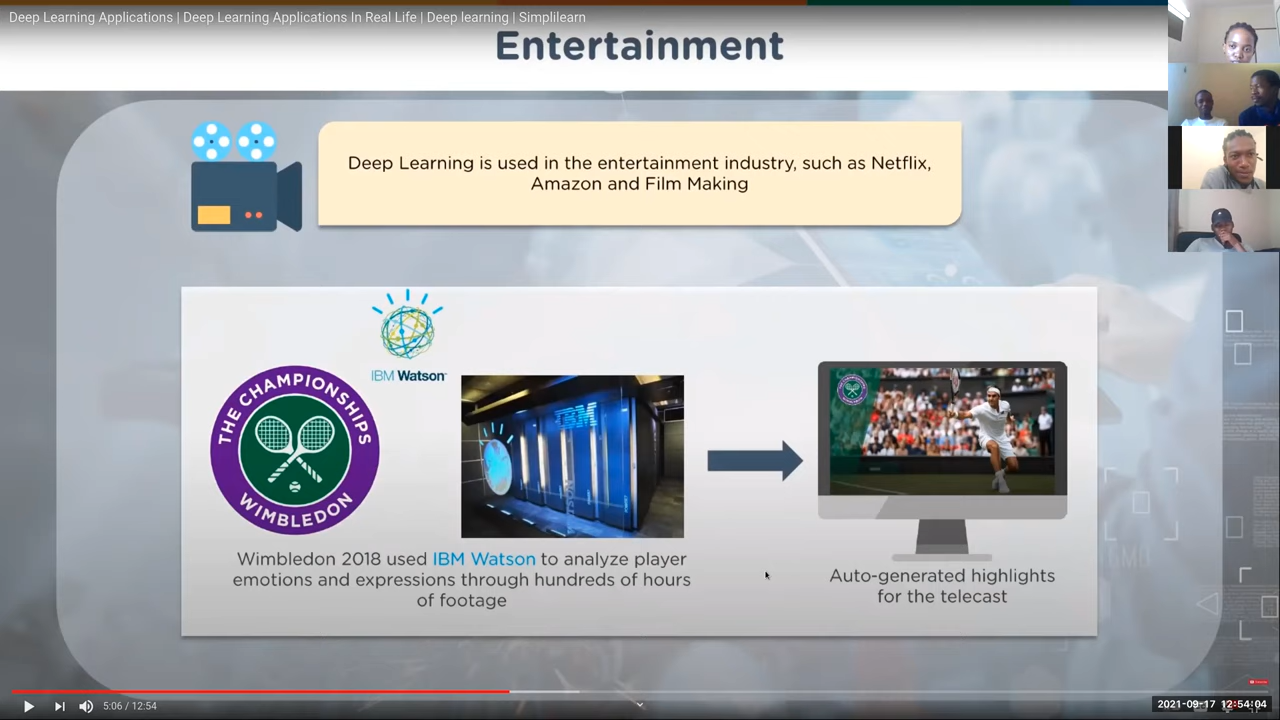 Deep Learning Applications | Deep Learning Applications In Real Life | Deep learning | Simplilearn
Entertainment
Deep Learning is used in the entertainment industry, such as Netflix,
Amazon and Film Making
IBM Watson
THE CHAMPIONSHIPS
WIMBLEDON
IBM
Wimbledon 2018 used IBM Watson to analyze player
emotions and expressions through hundreds of hours
of footage
Auto-generated highlights
for the telecast
5:06 / 12:54
2021-09-17 12:54:04